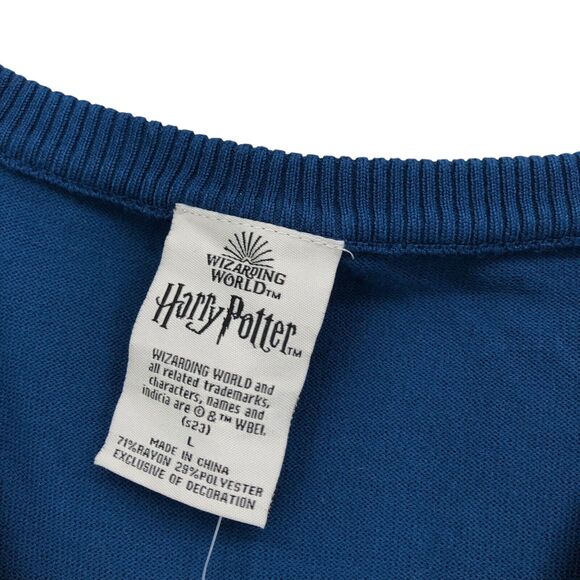 WIZARDING
WORLD™
Harry Potter™
WIZARDING WORLD and
all related trademarks,
characters, names and
indicia are © & ™ WBEI.
(s23)
L
MADE IN CHINA
71%RAYON 29%POLYESTER
EXCLUSIVE OF DECORATION